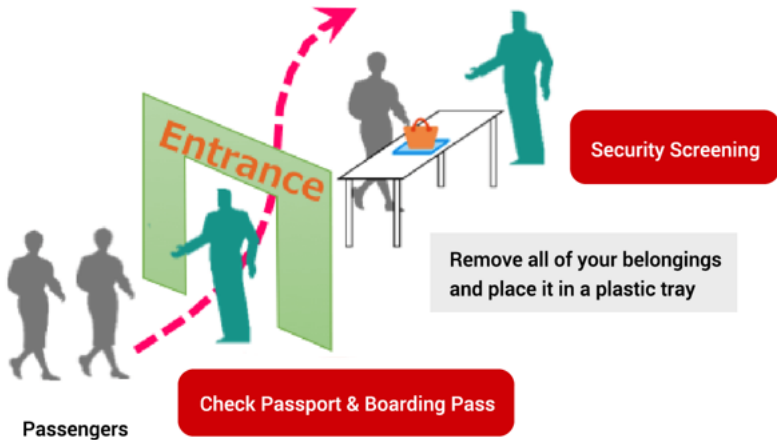 Entrance
Security Screening
Remove all of your belongings
and place it in a plastic tray
Check Passport & Boarding Pass
Passengers